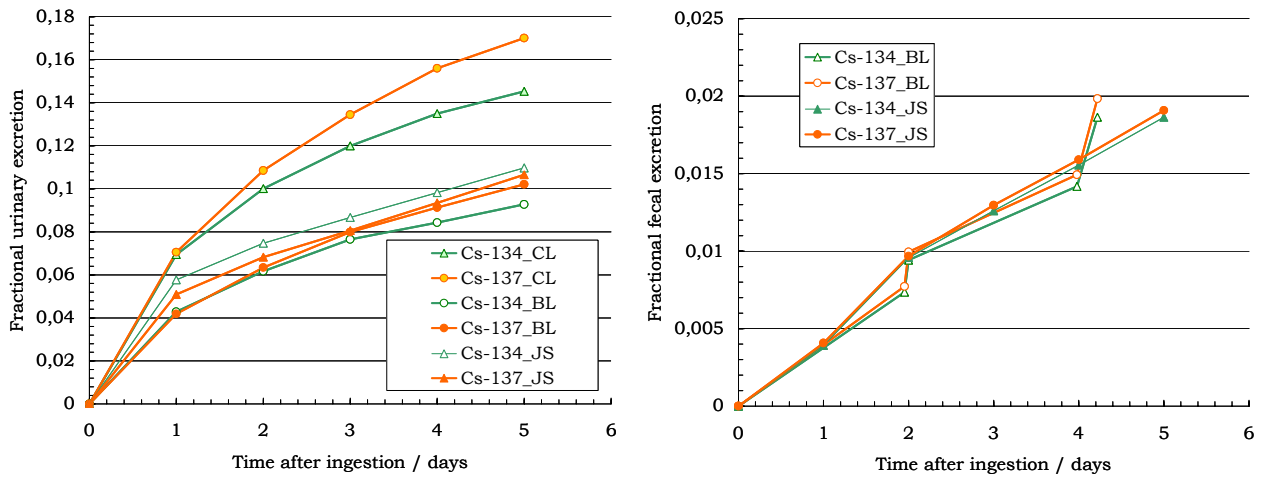 Fractional urinary excretion
0,18
0,16
0,14
0,12
0,1
0,08
0,06
0,04
0,02
0
0 1 2 3 4 5 6
Time after ingestion / days
Cs-134_CL
Cs-137_CL
Cs-134_BL
Cs-137_BL
Cs-134_JS
Cs-137_JS
Fractional fecal excretion
0,025
0,02
0,015
0,01
0,005
0
0 1 2 3 4 5 6
Time after ingestion / days
Cs-134_BL
Cs-137_BL
Cs-134_JS
Cs-137_JS